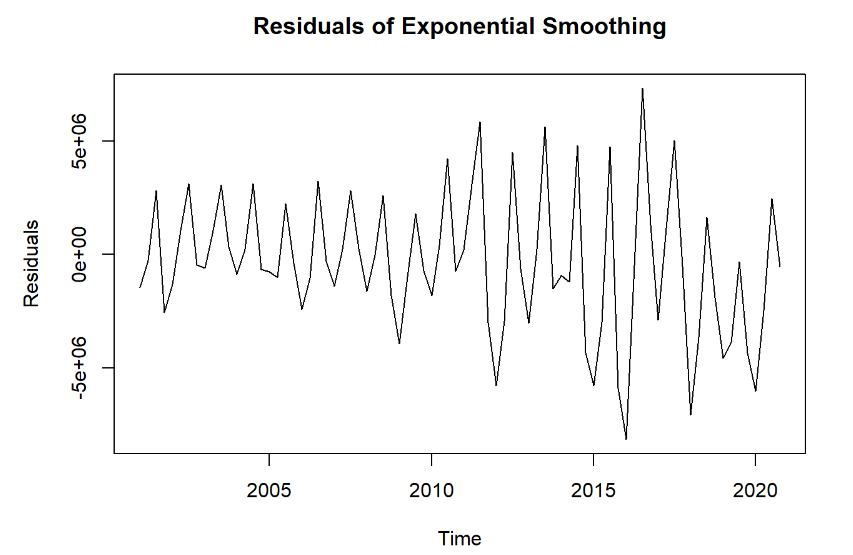 Residuals of Exponential Smoothing
5e+06
0e+00
-5e+06
Residuals
2005 2010 2015 2020
Time